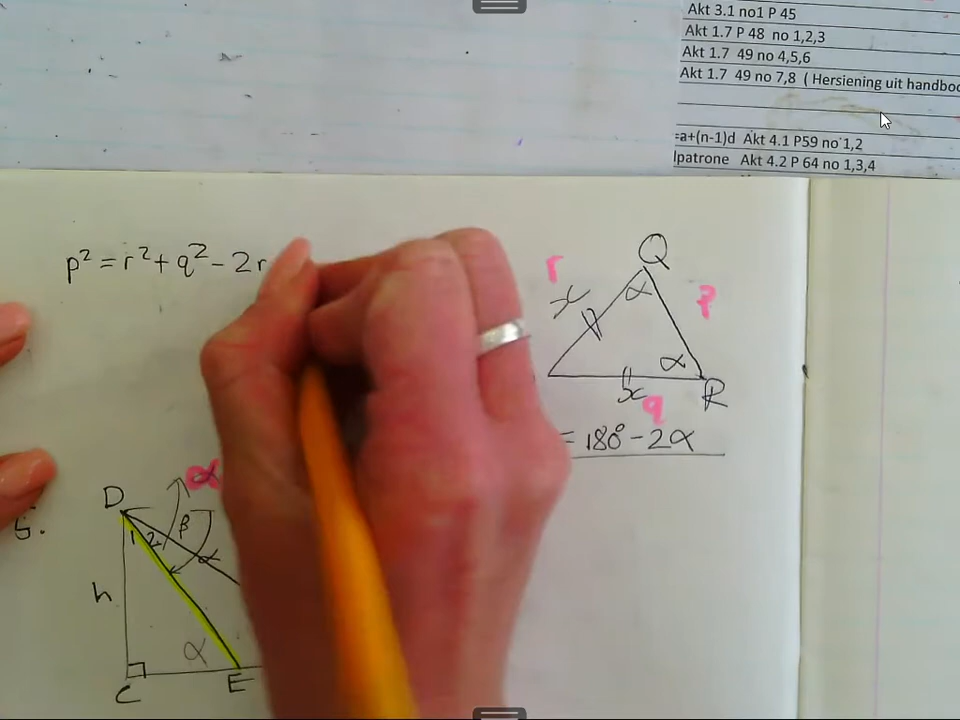 Akt 3.1 no1 P 45
Akt 1.7 P 48 no 1,2,3
Akt 1.7 49 no 4,5,6
Akt 1.7 49 no 7,8 ( Hersiening uit handboe
=a+(n-1)d Akt 4.1 P59 no 1,2
lpatrone Akt 4.2 P 64 no 1,3,4
p² = r² + q² - 2r
Q
r
x
α
p
α
x
q
R
= 180° - 2α
5.
D
α
β
1 2
α
h
α
C
E